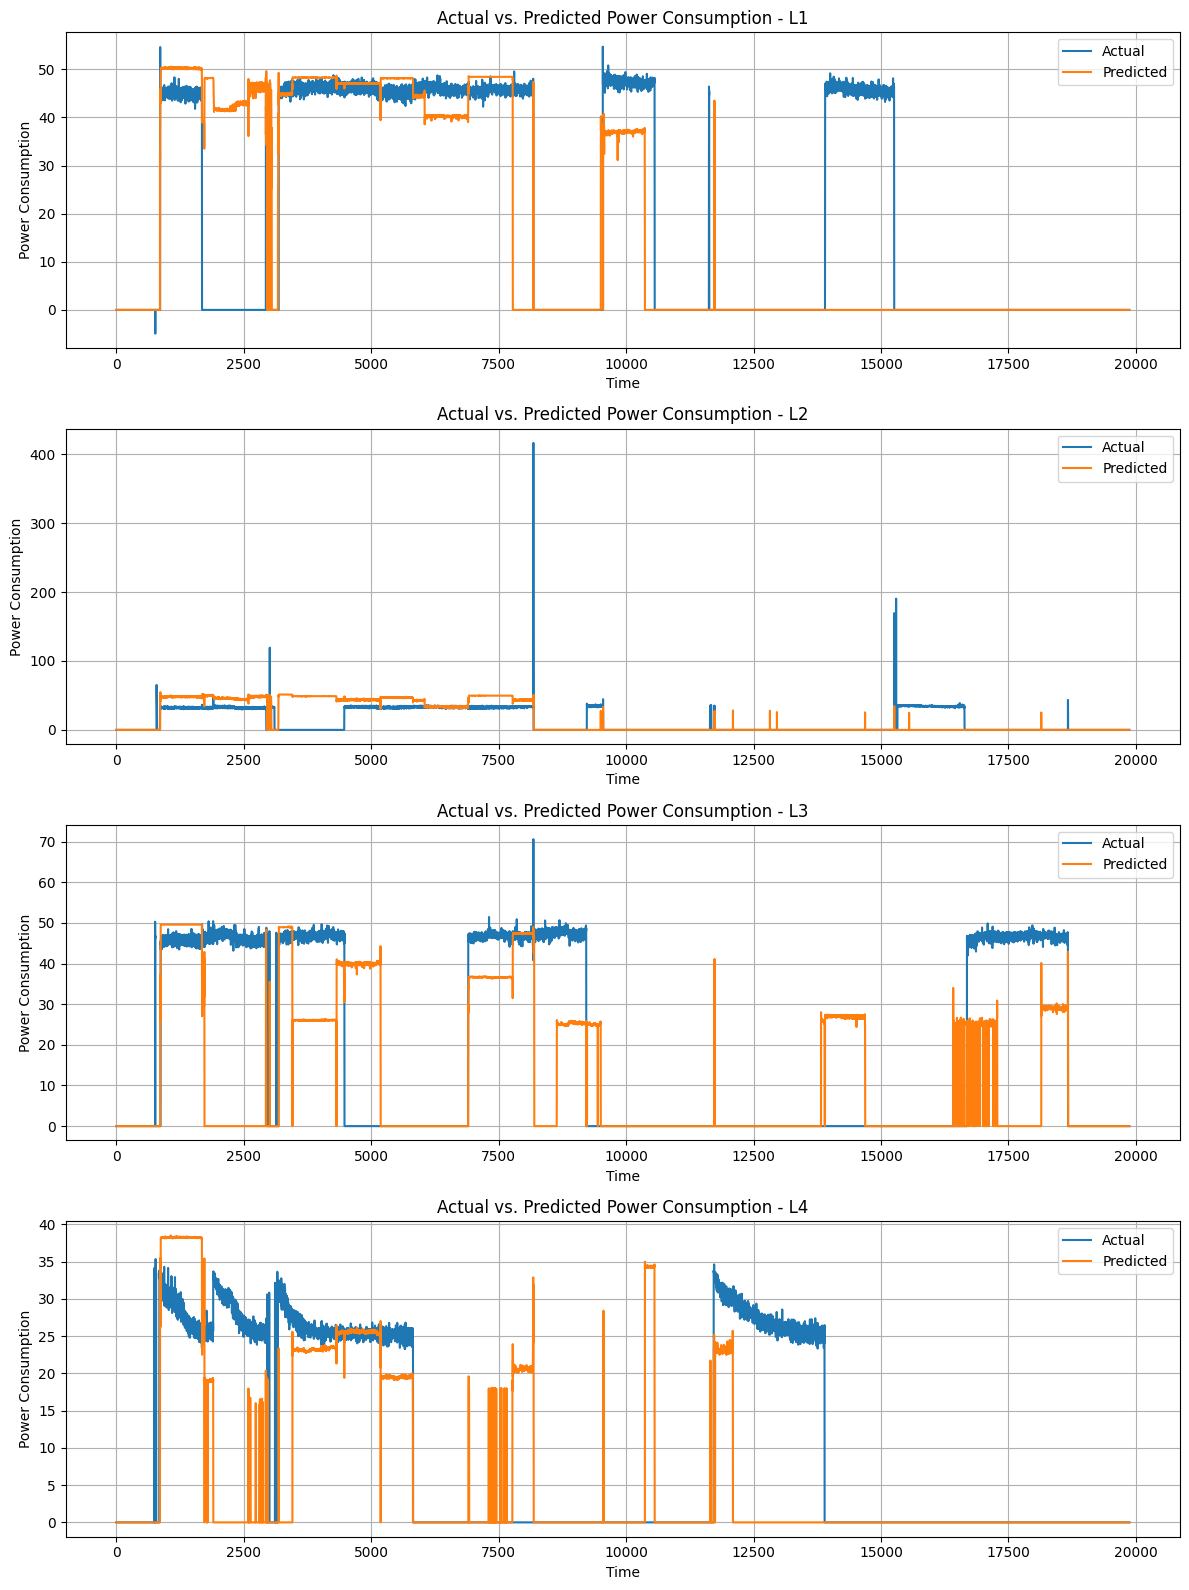 Actual vs. Predicted Power Consumption - L1
Actual
Predicted
50
40
30
20
10
0
Power Consumption
0 2500 5000 7500 10000 12500 15000 17500 20000
Time
Actual vs. Predicted Power Consumption - L2
Actual
Predicted
400
300
200
100
0
Power Consumption
0 2500 5000 7500 10000 12500 15000 17500 20000
Time
Actual vs. Predicted Power Consumption - L3
Actual
Predicted
70
60
50
40
30
20
10
0
Power Consumption
0 2500 5000 7500 10000 12500 15000 17500 20000
Time
Actual vs. Predicted Power Consumption - L4
Actual
Predicted
40
35
30
25
20
15
10
5
0
Power Consumption
0 2500 5000 7500 10000 12500 15000 17500 20000
Time